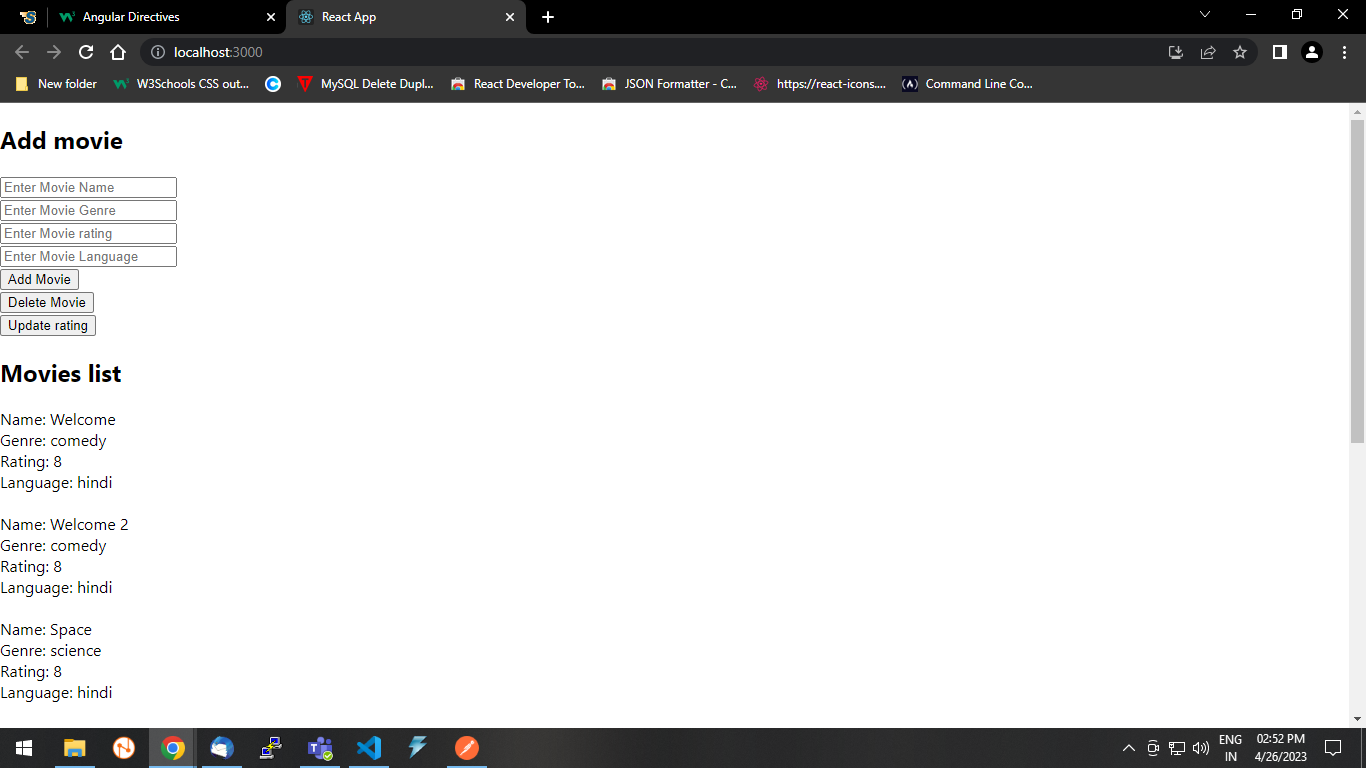 Angular Directives
React App
localhost:3000
New folder
W3Schools CSS out...
MySQL Delete Dupl...
React Developer To...
JSON Formatter - C...
https://react-icons....
Command Line Co...
Add movie
Enter Movie Name
Enter Movie Genre
Enter Movie rating
Enter Movie Language
Add Movie
Delete Movie
Update rating
Movies list
Name: Welcome
Genre: comedy
Rating: 8
Language: hindi
Name: Welcome 2
Genre: comedy
Rating: 8
Language: hindi
Name: Space
Genre: science
Rating: 8
Language: hindi
ENG
IN
02:52 PM
4/26/2023